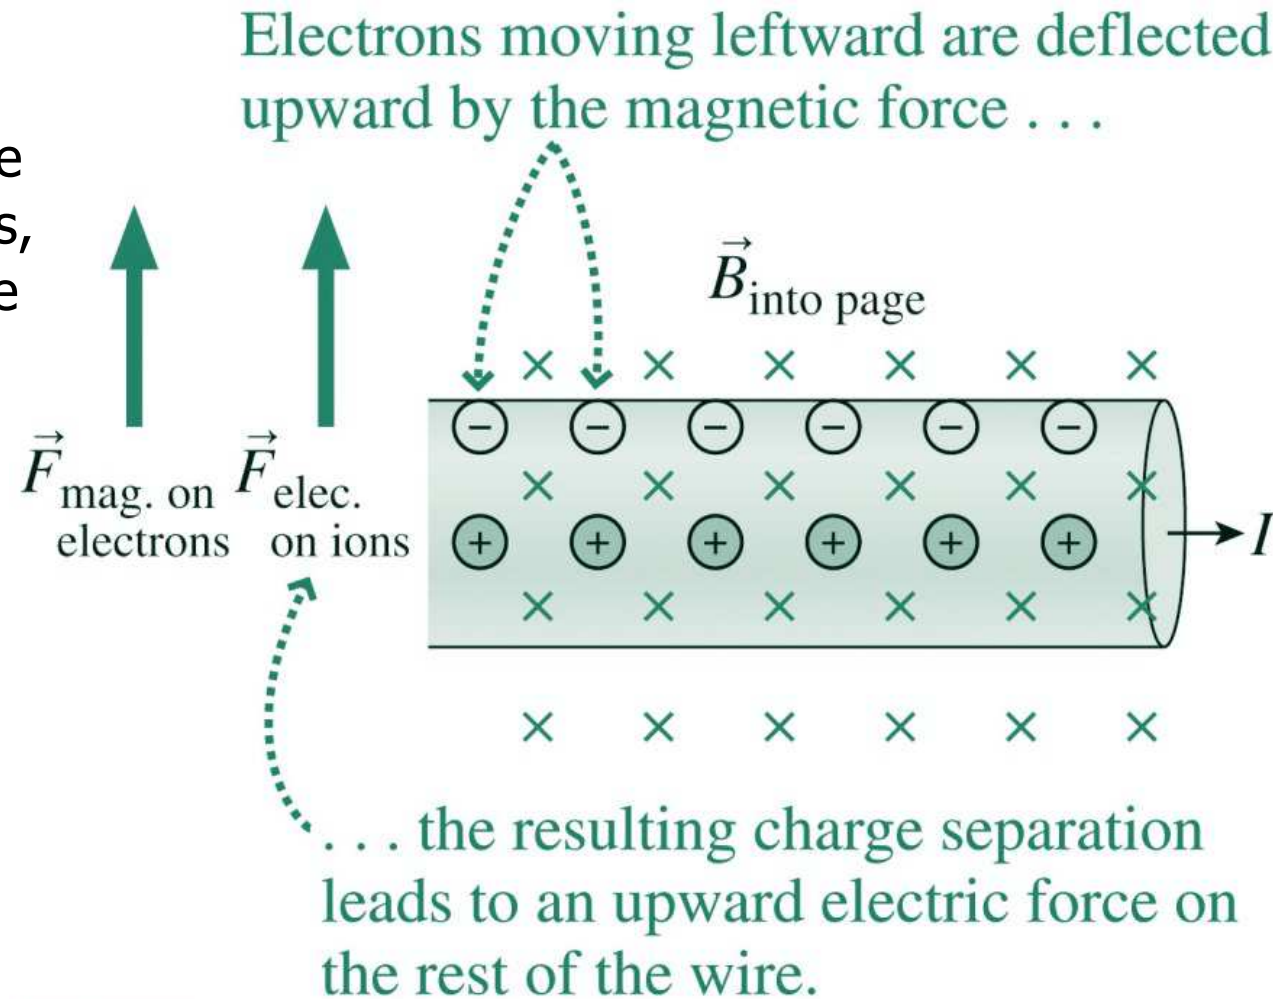 Electrons moving leftward are deflected
upward by the magnetic force . . .
e
s,
e
B⃗ into page
F⃗ mag. on electrons
F⃗ elec. on ions
× × × × × ×
− − − − − −
× × × × × ×
+ + + + + +
I
× × × × × ×
× × × × × ×
. . . the resulting charge separation
leads to an upward electric force on
the rest of the wire.